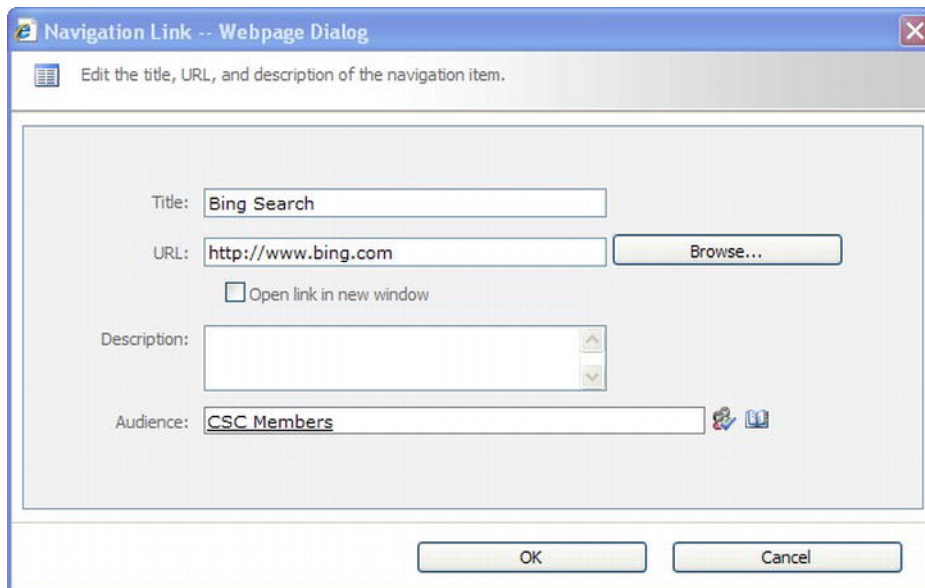 Navigation Link -- Webpage Dialog
Edit the title, URL, and description of the navigation item.
Title: Bing Search
URL: http://www.bing.com Browse...
Open link in new window
Description:
Audience: CSC Members
OK Cancel